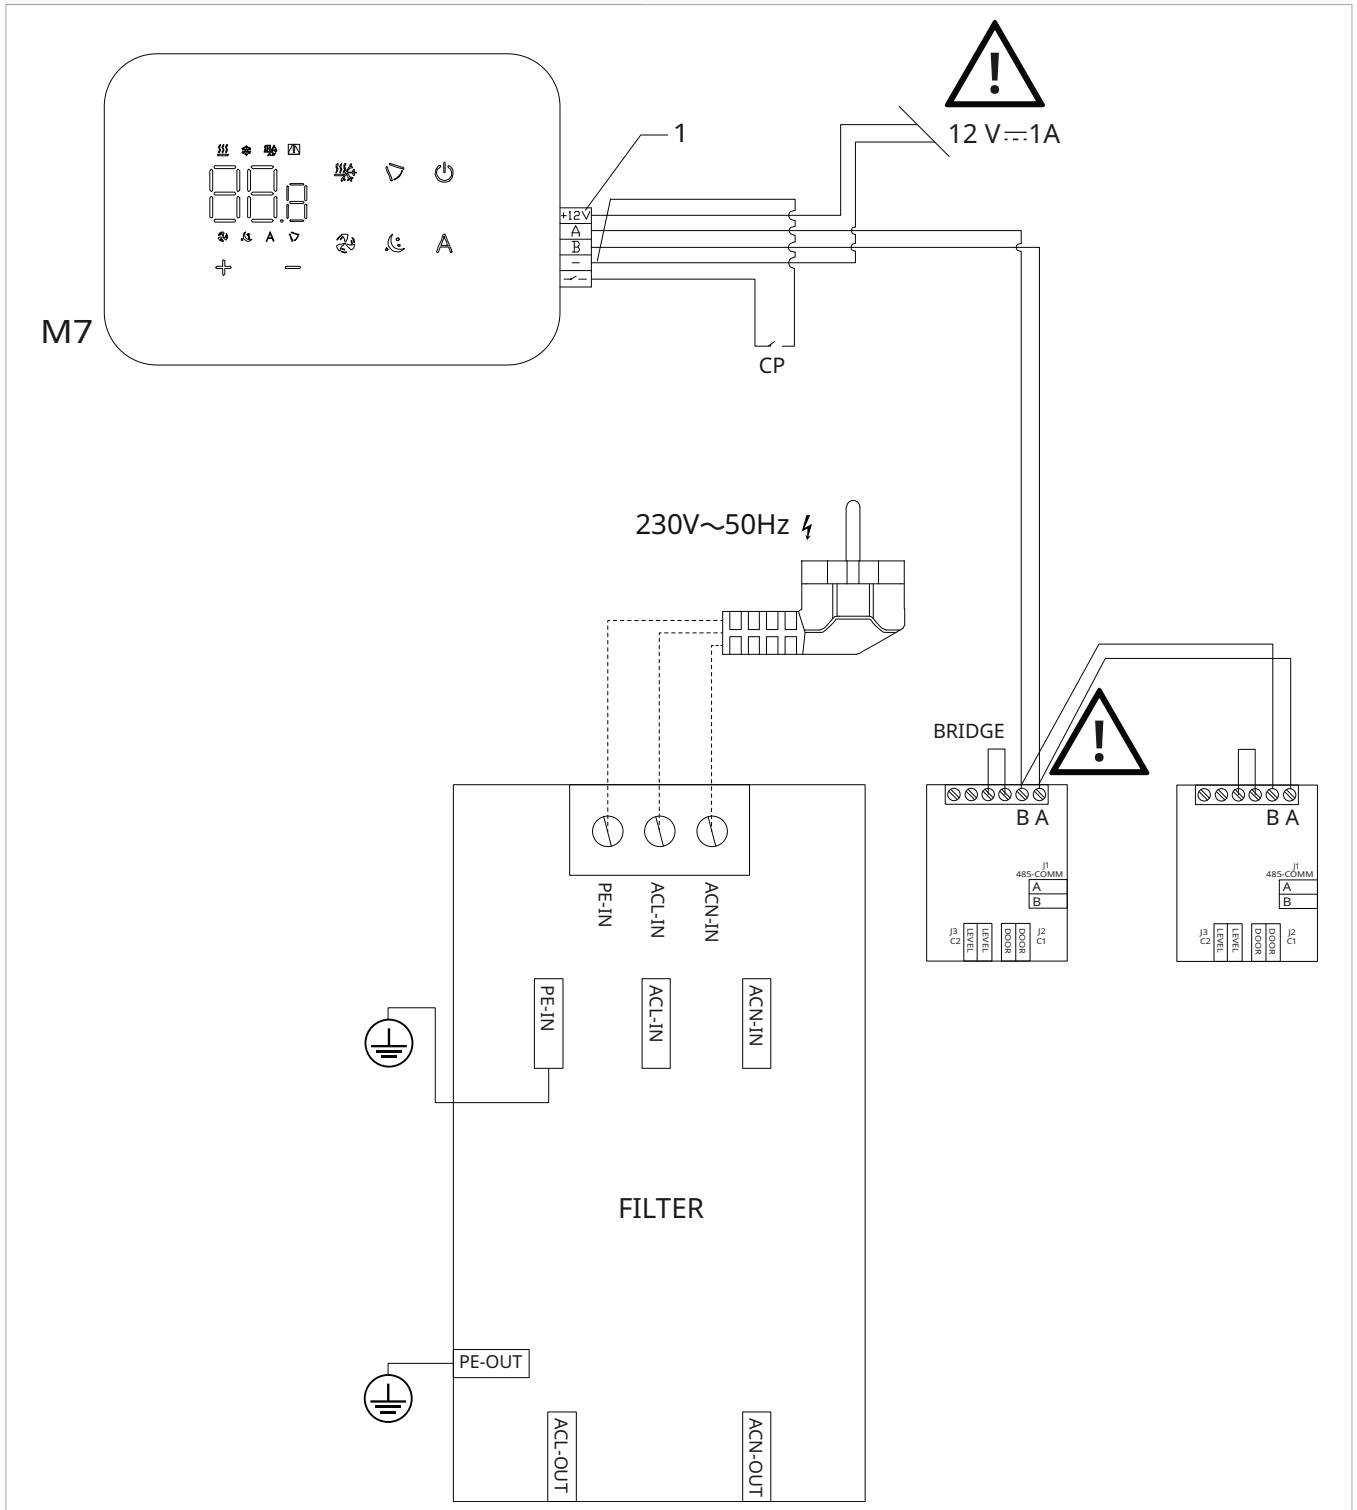 12 V⎓1A
1
+12V
A
B
-
A
A
M7
CP
230V~50Hz
BRIDGE
B A
B A
J1
485-COMM
A
B
J1
485-COMM
A
B
PE-IN
ACL-IN
ACN-IN
J3
C2
LEVEL
LEVEL
DOOR
DOOR
J2
C1
J3
C2
LEVEL
LEVEL
DOOR
DOOR
J2
C1
PE-IN
ACL-IN
ACN-IN
FILTER
PE-OUT
ACL-OUT
ACN-OUT